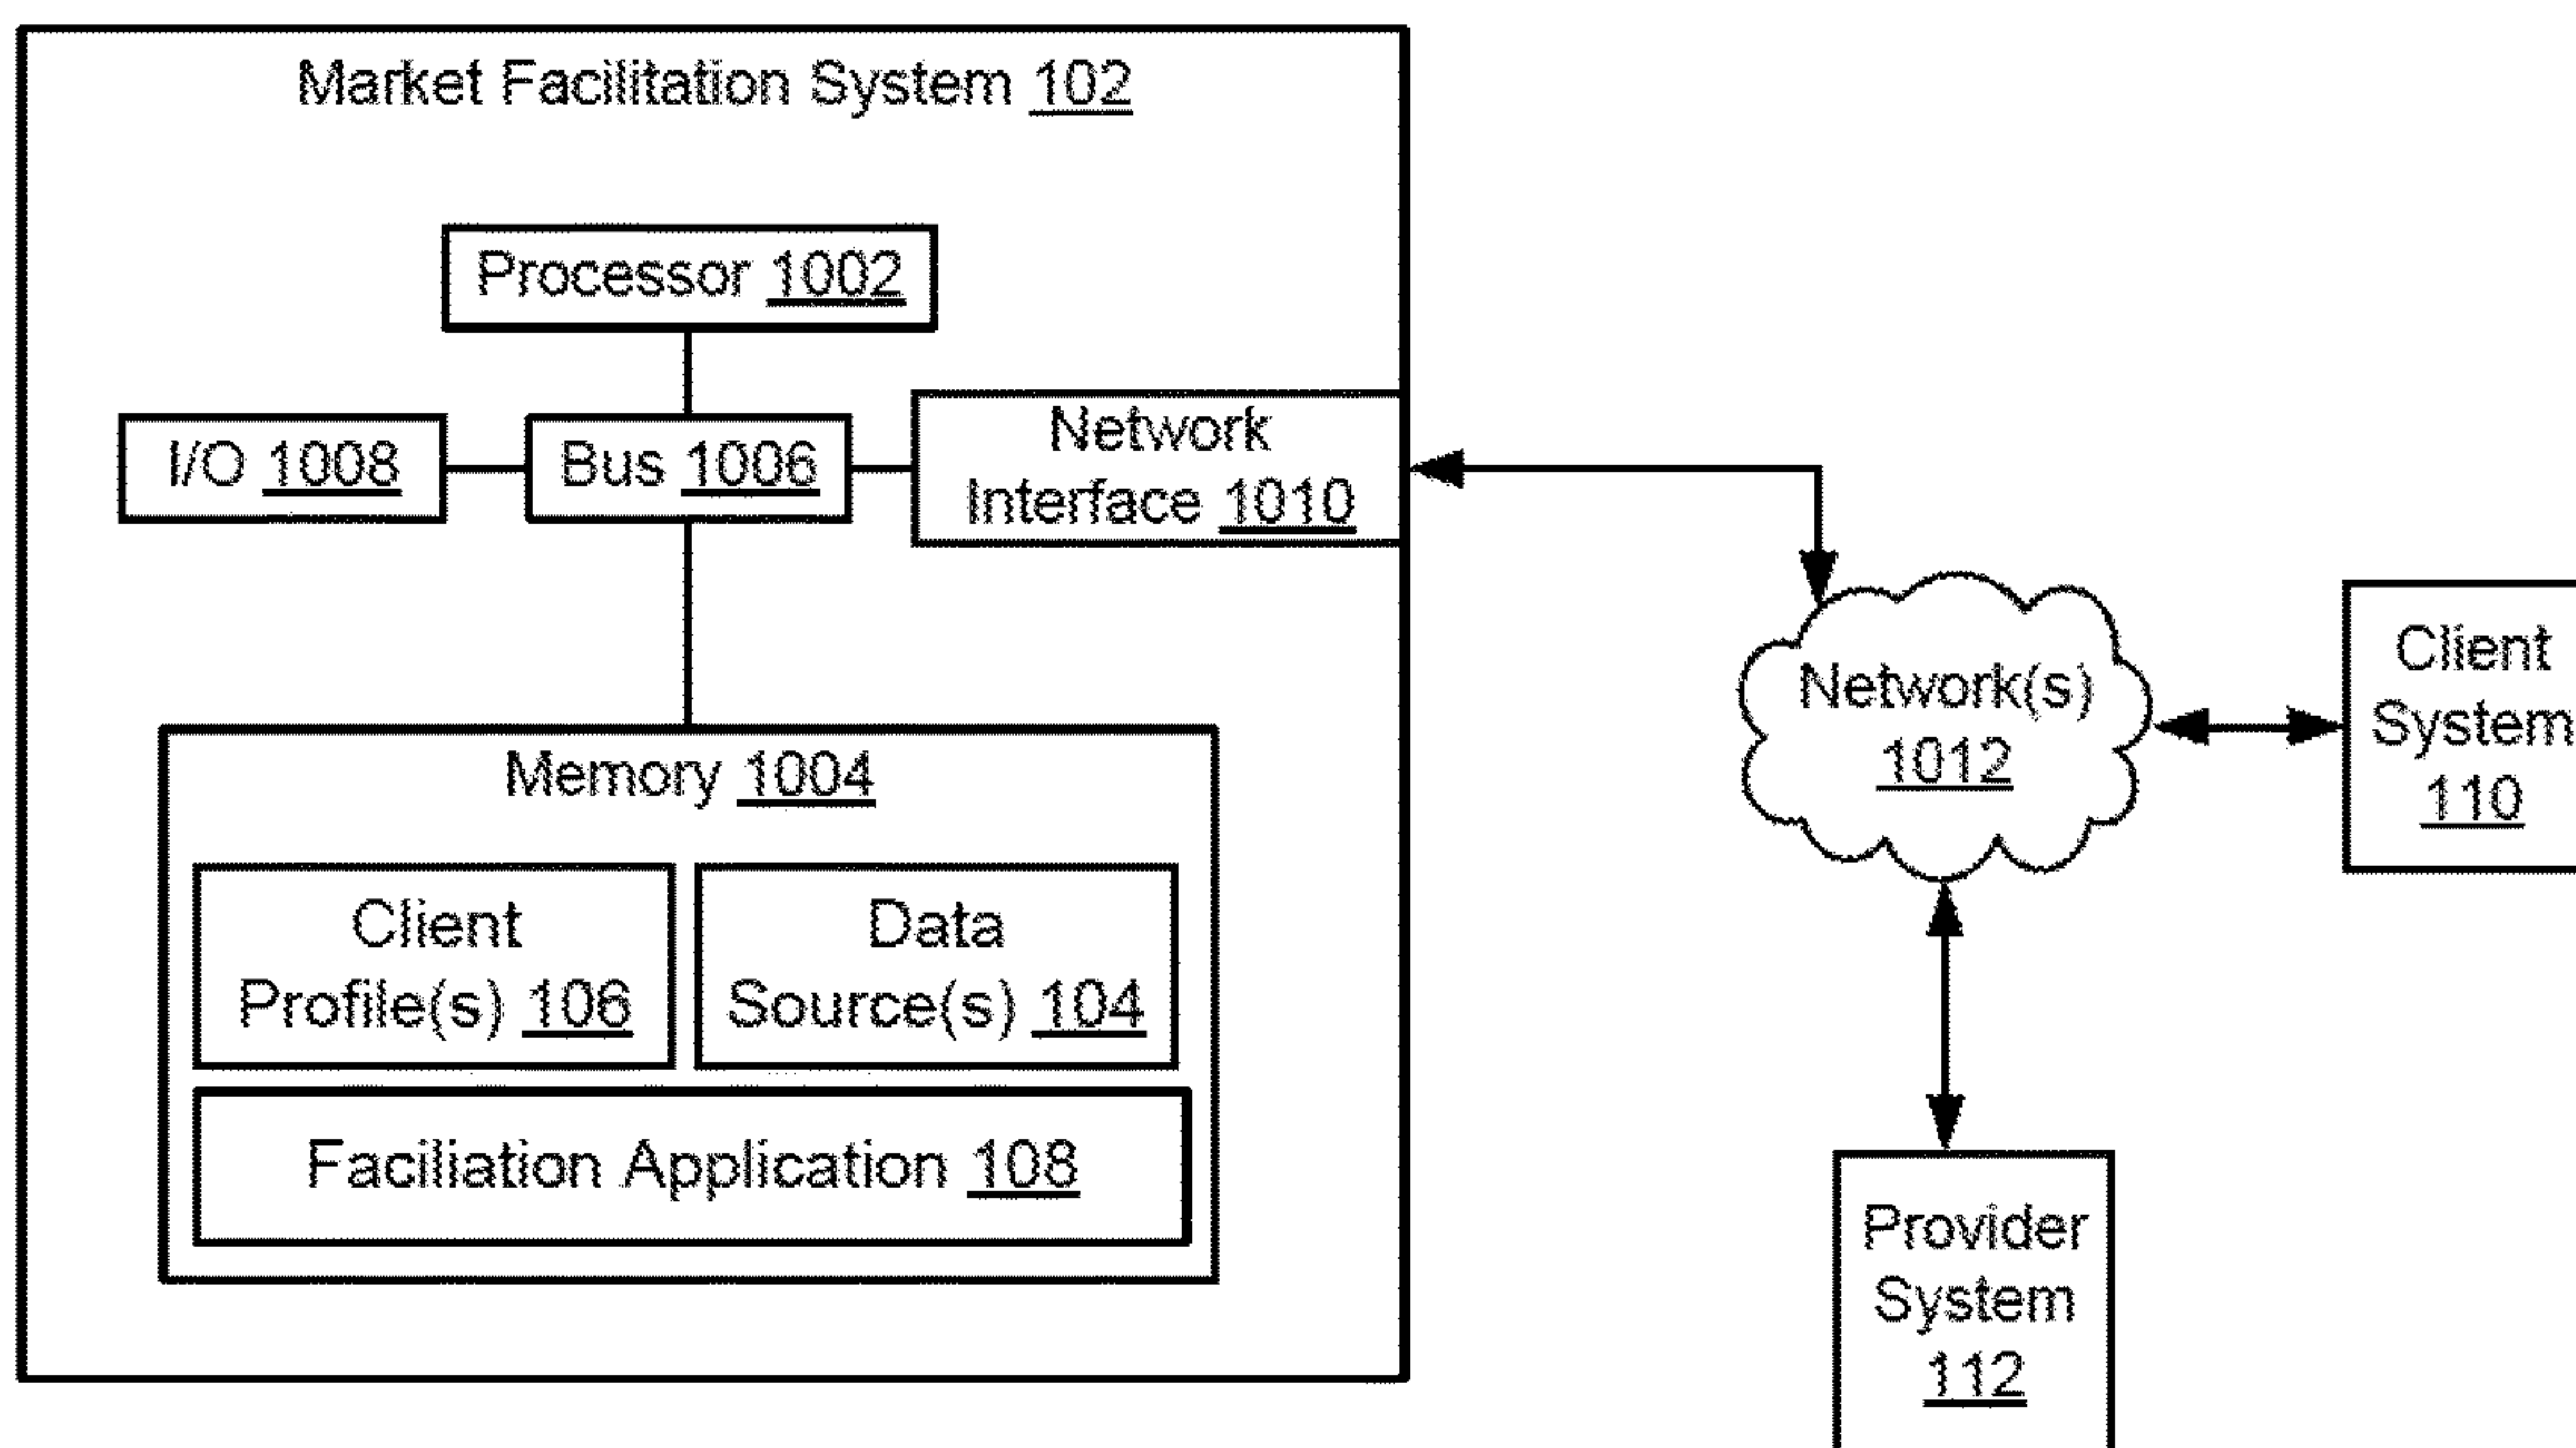 Market Facilitation System 102
Processor 1002
I/O 1008
Bus 1006
Network
Interface 1010
Memory 1004
Client
Profile(s) 106
Data
Source(s) 104
Faciliation Application 108
Network(s)
1012
Client
System
110
Provider
System
112